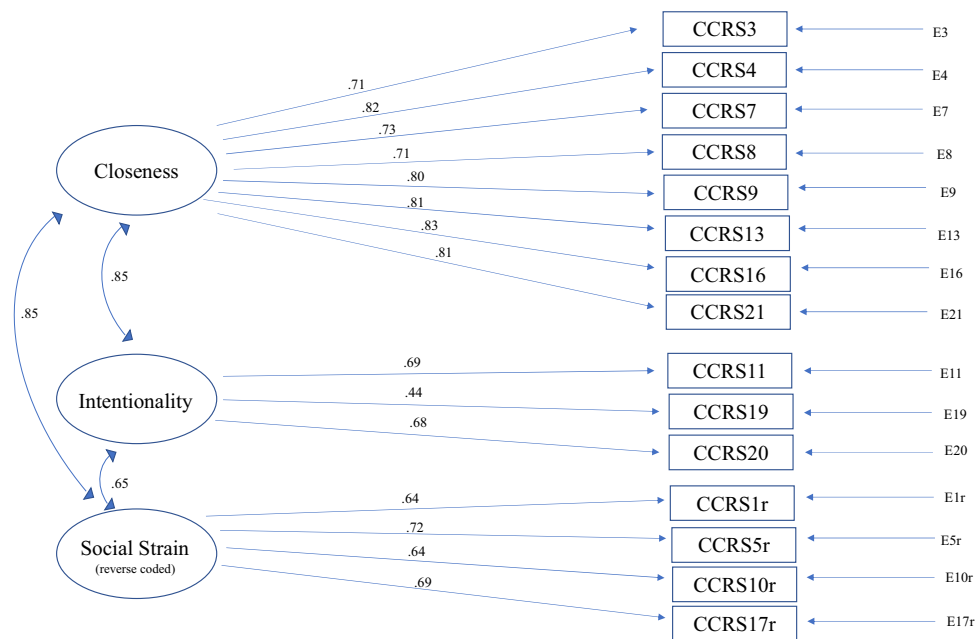 CCRS3
E3
.71
CCRS4
E4
.82
CCRS7
E7
.73
CCRS8
E8
.71
Closeness
CCRS9
E9
.80
CCRS13
E13
.81
CCRS16
E16
.83
CCRS21
E21
.81
.85
.85
CCRS11
E11
.69
Intentionality
CCRS19
E19
.44
CCRS20
E20
.68
.65
CCRS1r
E1r
.64
CCRS5r
E5r
.72
Social Strain
(reverse coded)
CCRS10r
E10r
.64
CCRS17r
E17r
.69